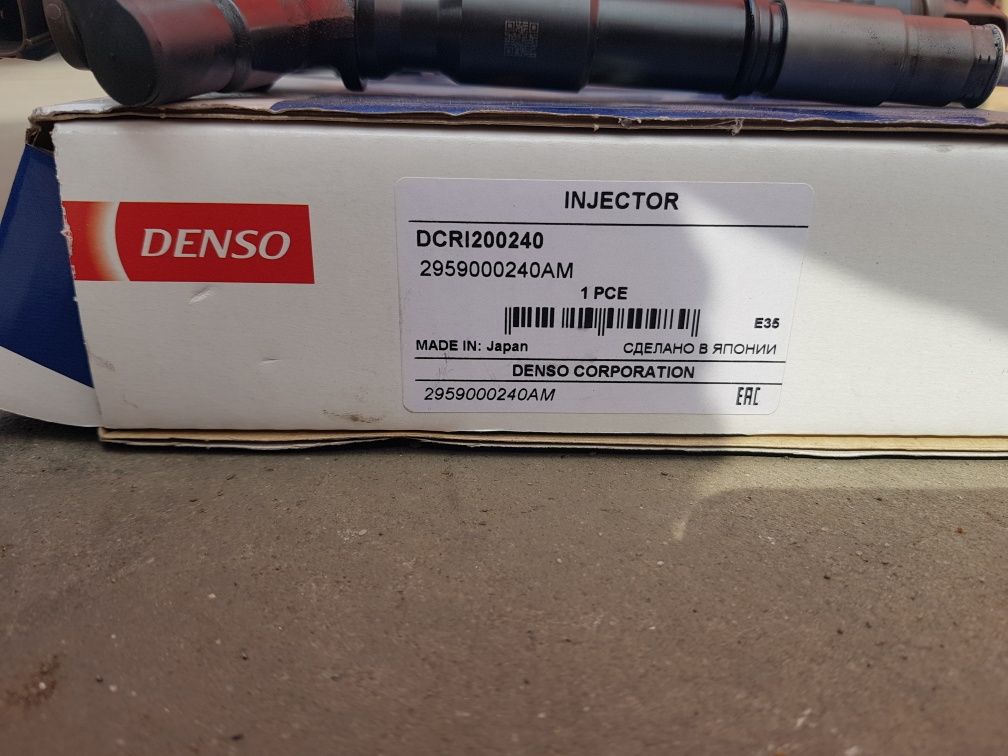 DENSO
INJECTOR
DCRI200240
2959000240AM
1 PCE
E35
MADE IN: Japan СДЕЛАНО В ЯПОНИИ
DENSO CORPORATION
2959000240AM EAC